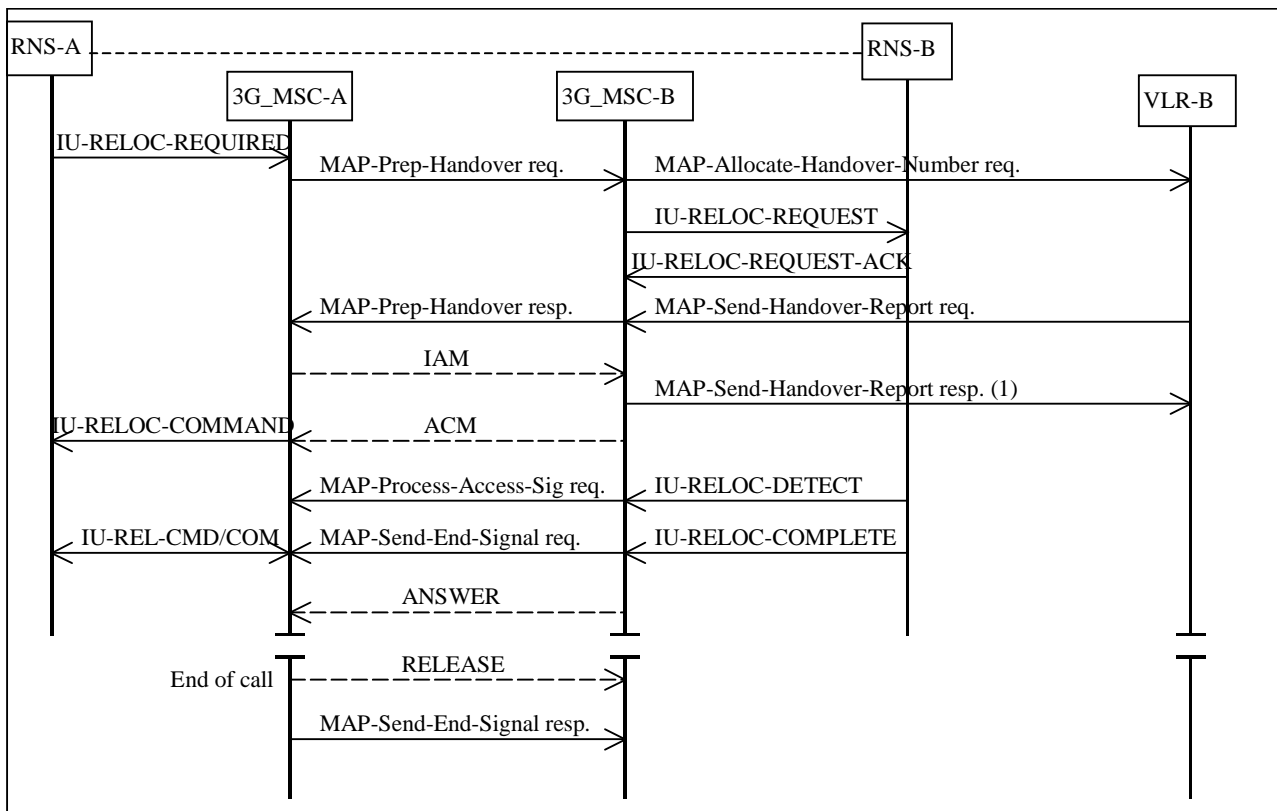 RNS-A
RNS-B
3G_MSC-A
3G_MSC-B
VLR-B
IU-RELOC-REQUIRED
MAP-Prep-Handover req.
MAP-Allocate-Handover-Number req.
IU-RELOC-REQUEST
IU-RELOC-REQUEST-ACK
MAP-Prep-Handover resp.
MAP-Send-Handover-Report req.
IAM
MAP-Send-Handover-Report resp. (1)
IU-RELOC-COMMAND
ACM
MAP-Process-Access-Sig req.
IU-RELOC-DETECT
IU-REL-CMD/COM
MAP-Send-End-Signal req.
IU-RELOC-COMPLETE
ANSWER
RELEASE
End of call
MAP-Send-End-Signal resp.